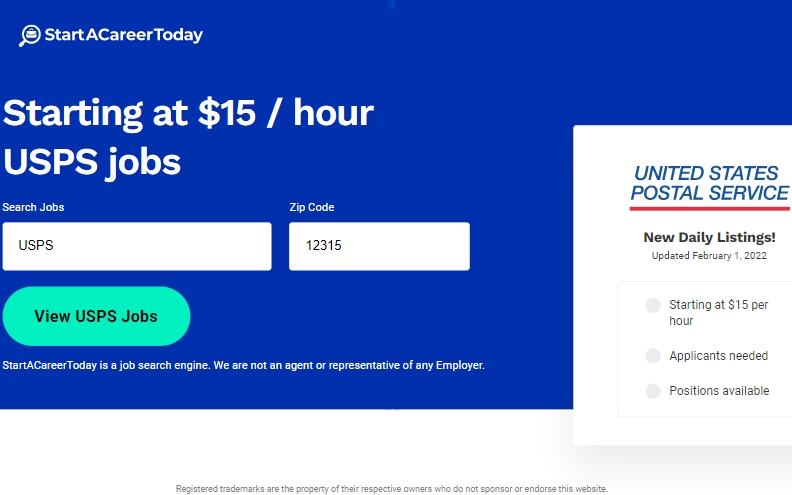 StartACareerToday
Starting at $15 / hour
USPS jobs
Search Jobs
Zip Code
USPS
12315
View USPS Jobs
StartACareerToday is a job search engine. We are not an agent or representative of any Employer.
UNITED STATES
POSTAL SERVICE
New Daily Listings!
Updated February 1, 2022
Starting at $15 per
hour
Applicants needed
Positions available
Registered trademarks are the property of their respective owners who do not sponsor or endorse this website.